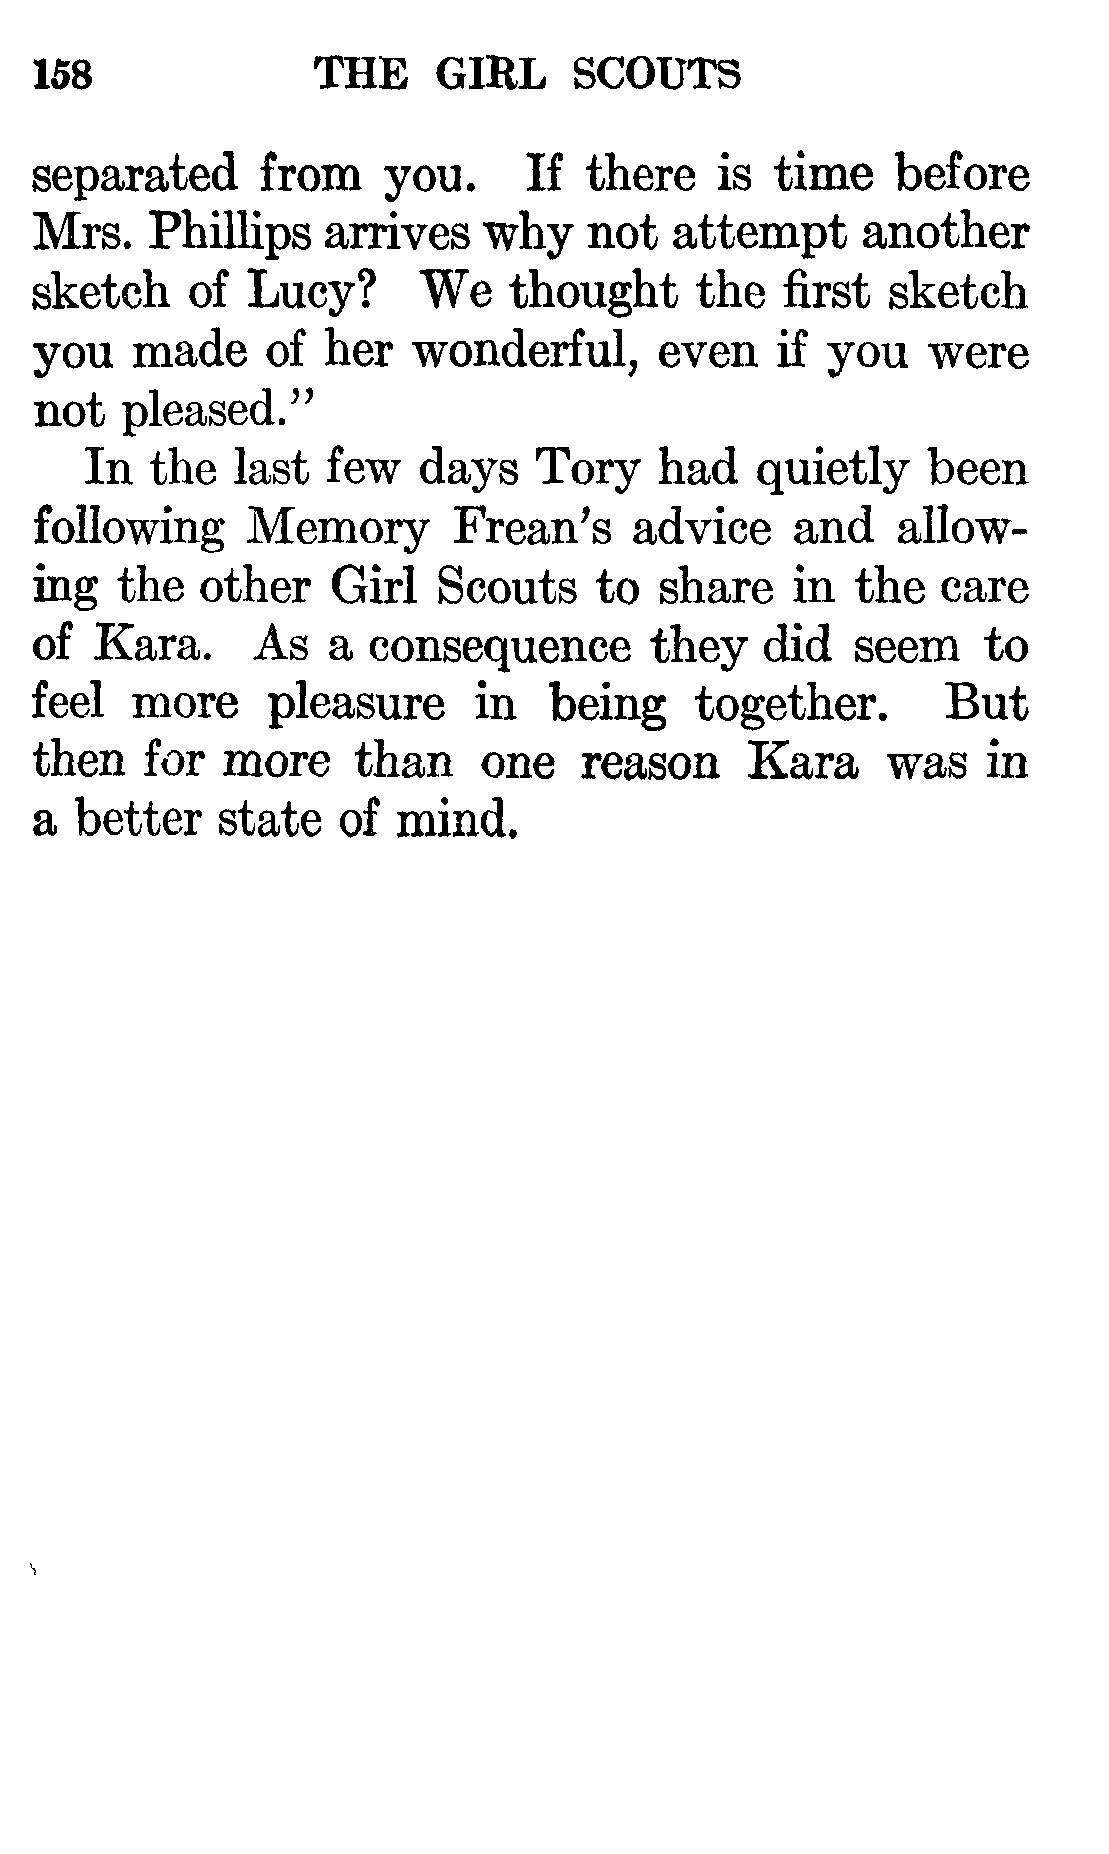 158 THE GIRL SCOUTS
separated from you. If there is time before
Mrs. Phillips arrives why not attempt another
sketch of Lucy? We thought the first sketch
you made of her wonderful, even if you were
not pleased.”
In the last few days Tory had quietly been
following Memory Frean's advice and allow-
ing the other Girl Scouts to share in the care
of Kara. As a consequence they did seem to
feel more pleasure in being together. But
then for more than one reason Kara was in
a better state of mind.